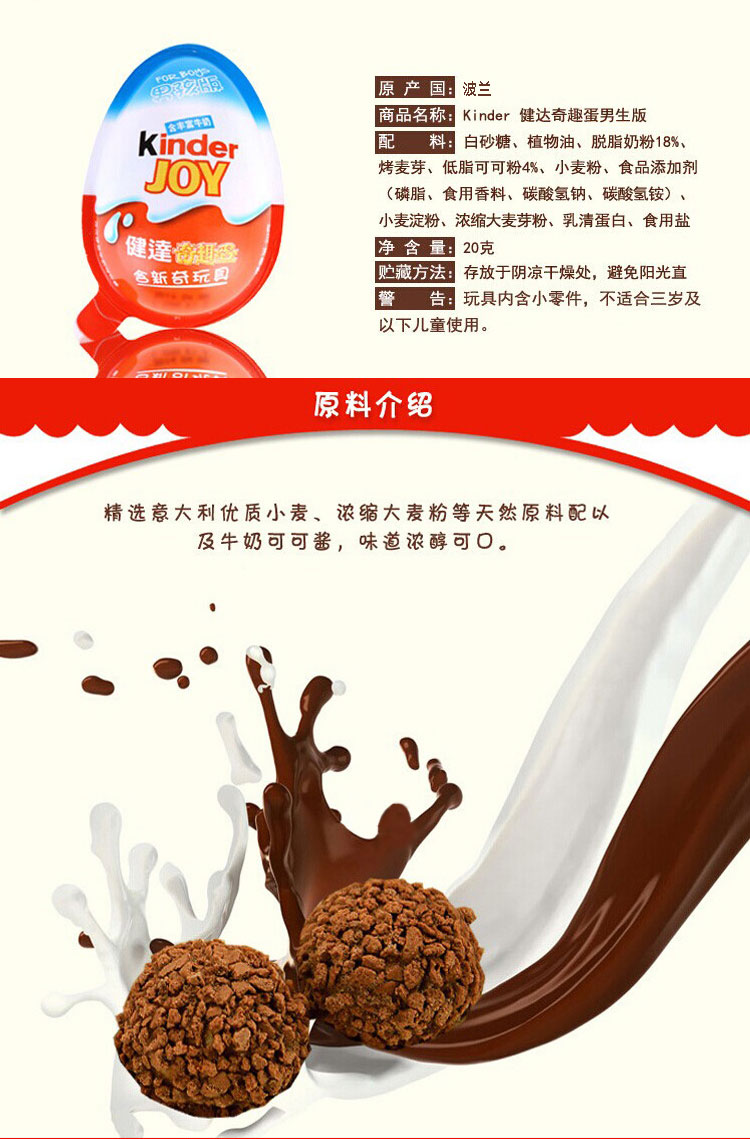 FOR BOYS
男孩版
含丰富牛奶
Kinder
JOY
健達奇趣蛋
含新奇玩具
原产国：波兰
商品名称：Kinder 健达奇趣蛋男生版
配料：白砂糖、植物油、脱脂奶粉18%、
烤麦芽、低脂可可粉4%、小麦粉、食品添加剂
（磷脂、食用香料、碳酸氢钠、碳酸氢铵）、
小麦淀粉、浓缩大麦芽粉、乳清蛋白、食用盐
净含量：20克
贮藏方法：存放于阴凉干燥处，避免阳光直
警告：玩具内含小零件，不适合三岁及
以下儿童使用。
原料介绍
精选意大利优质小麦、浓缩大麦粉等天然原料配以
及牛奶可可酱，味道浓醇可口。